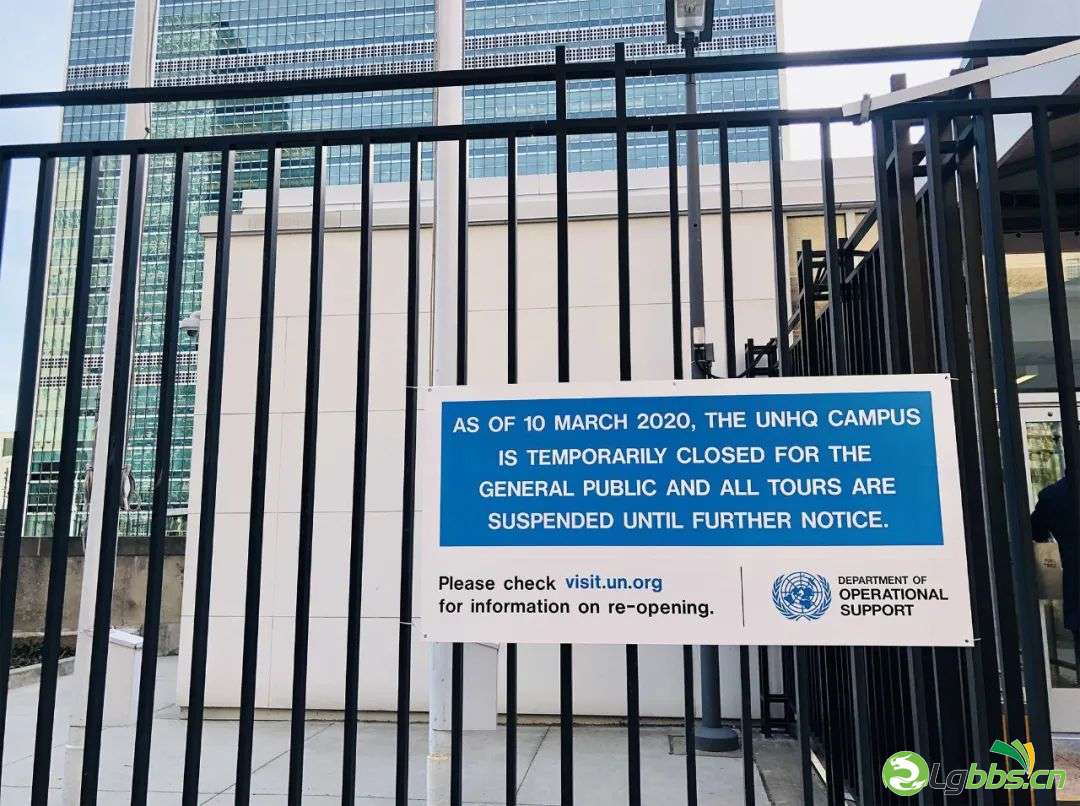 AS OF 10 MARCH 2020, THE UNHQ CAMPUS
IS TEMPORARILY CLOSED FOR THE
GENERAL PUBLIC AND ALL TOURS ARE
SUSPENDED UNTIL FURTHER NOTICE.
Please check visit.un.org
for information on re-opening.
DEPARTMENT OF
OPERATIONAL
SUPPORT
Lgbbs.cn